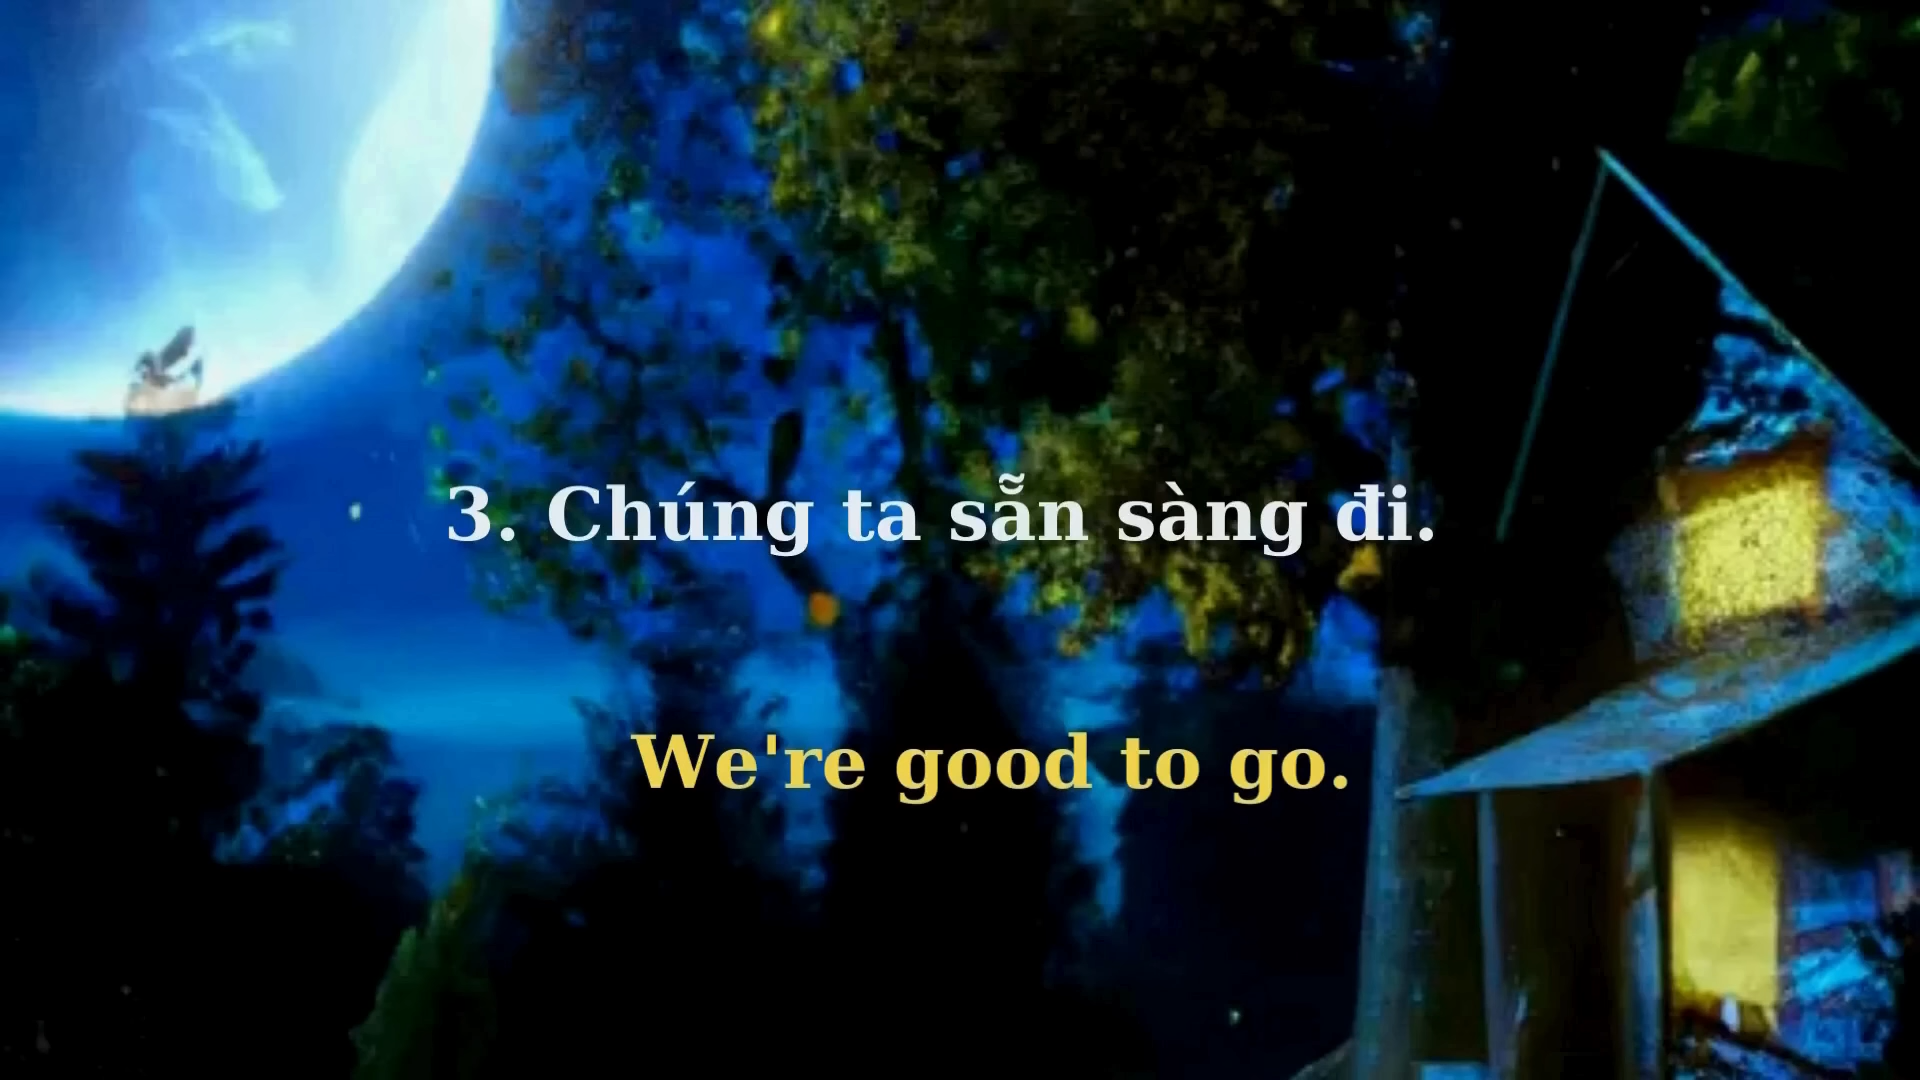 3. Chúng ta sẵn sàng đi.
We're good to go.